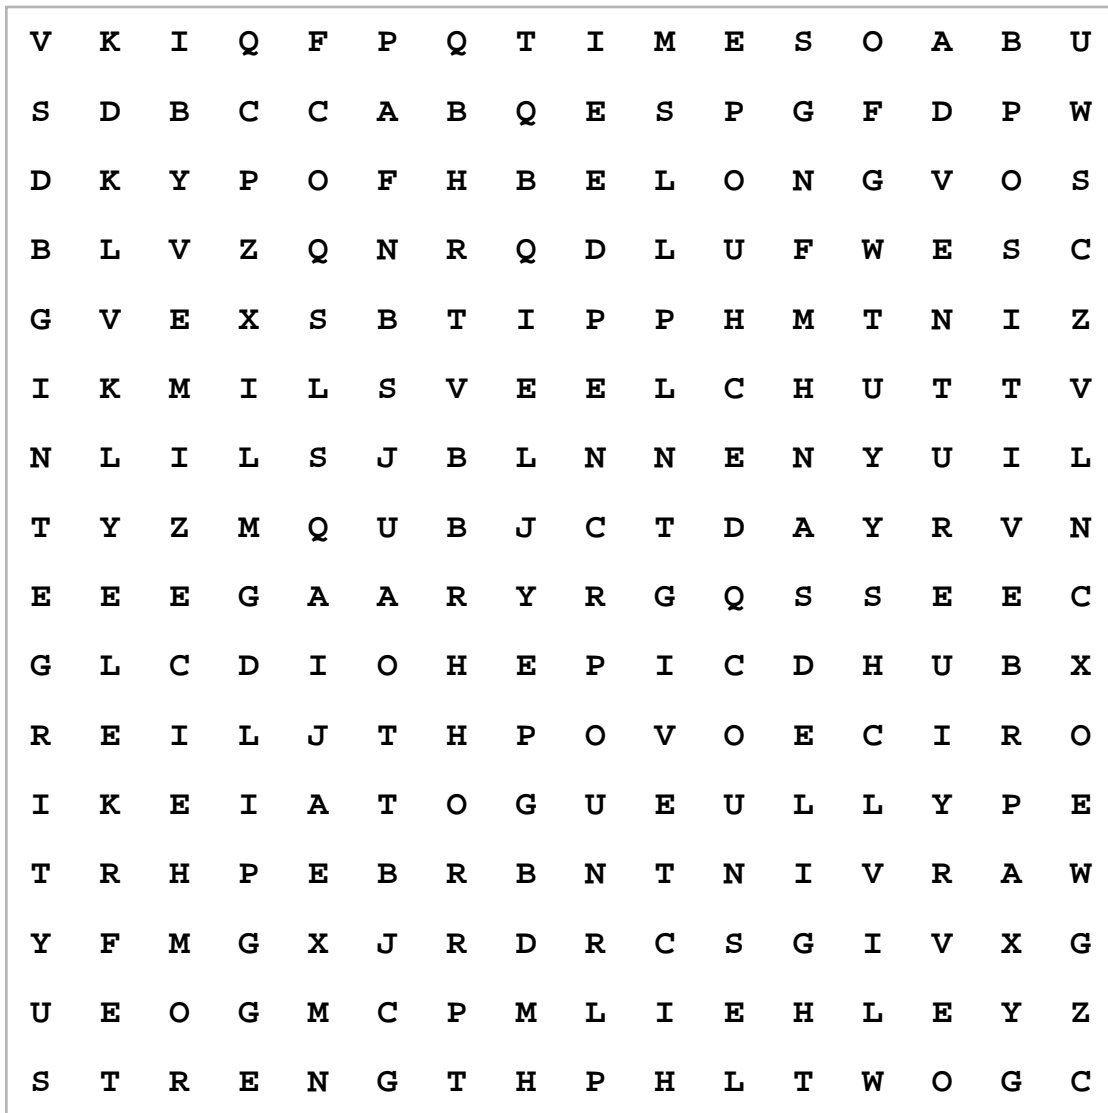 V K I Q F P Q T I M E S O A B U
S D B C C A B Q E S P G F D P W
D K Y P O F H B E L O N G V O S
B L V Z Q N R Q D L U F W E S C
G V E X S B T I P P H M T N I Z
I K M I L S V E E L C H U T T V
N L I L S J B L N N E N Y U I L
T Y Z M Q U B J C T D A Y R V N
E E E G A A R Y R G Q S S E E C
G L C D I O H E P I C D H U B X
R E I L J T H P O V O E C I R O
I K E I A T O G U E U L L Y P E
T R H P E B R B N T N I V R A W
Y F M G X J R D R C S G I V X G
U E O G M C P M L I E H L E Y Z
S T R E N G T H P H L T W O G C